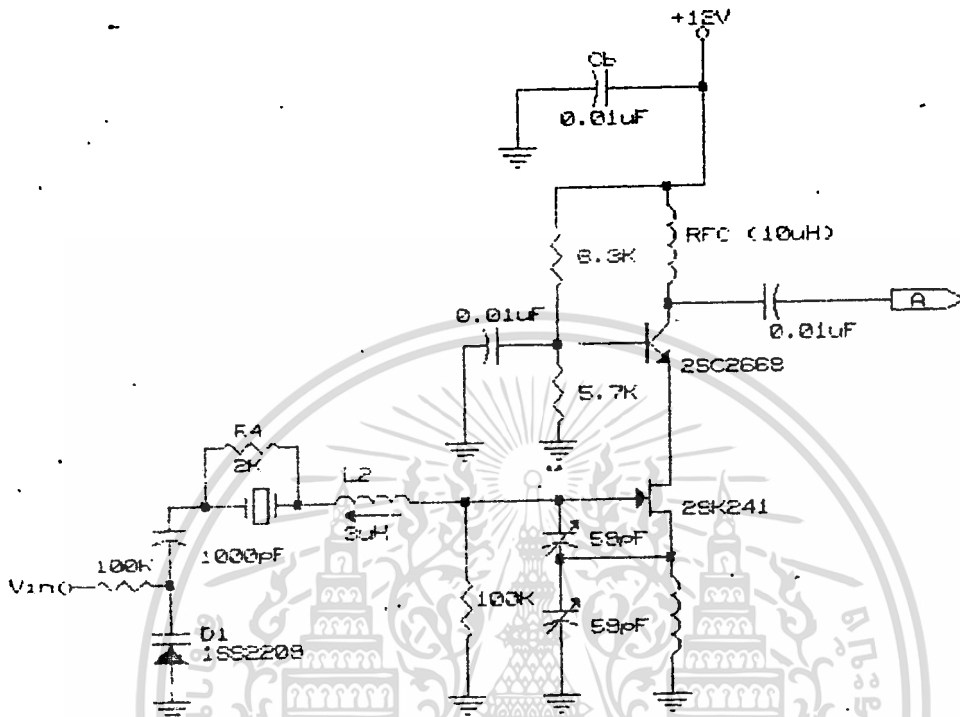 +12V
Cb
0.01uF
RFC (10uH)
8.3K
0.01uF
A
0.01uF
2SC2668
5.7K
R4
2K
L2
3uH
2SK241
59pF
1000pF
100K
Vin
100K
59pF
D1
1SS2209